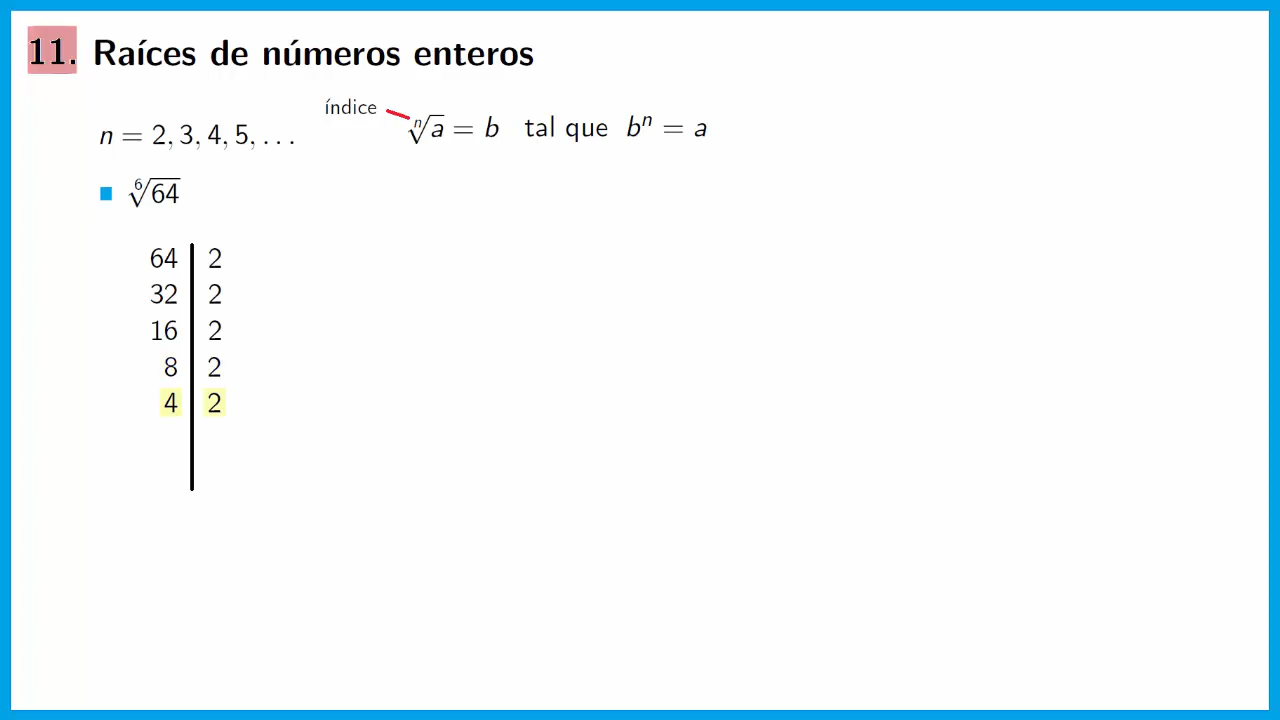 11. Raíces de números enteros
índice
n = 2, 3, 4, 5, . . .
ⁿ√a = b tal que bⁿ = a
⁶√64
64 2
32 2
16 2
8 2
4 2